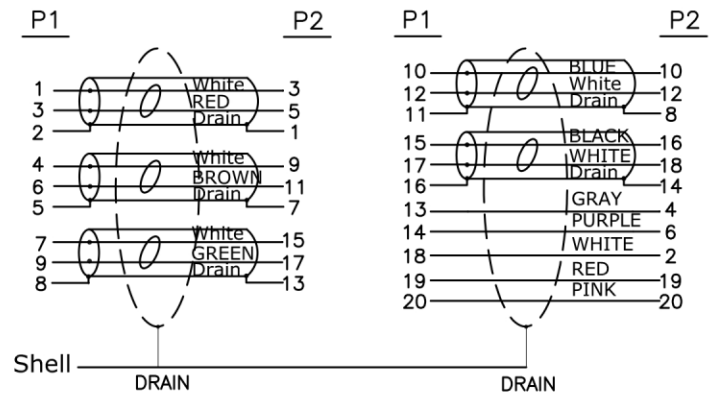 P1 P2
1 White 3
3 RED 5
2 Drain 1
4 White 9
6 BROWN 11
5 Drain 7
7 White 15
9 GREEN 17
8 Drain 13
P1 P2
10 BLUE 10
12 White 12
11 Drain 8
15 BLACK 16
17 WHITE 18
16 Drain 14
13 GRAY 4
14 PURPLE 6
18 WHITE 2
19 RED 19
20 PINK 20
Shell
DRAIN DRAIN